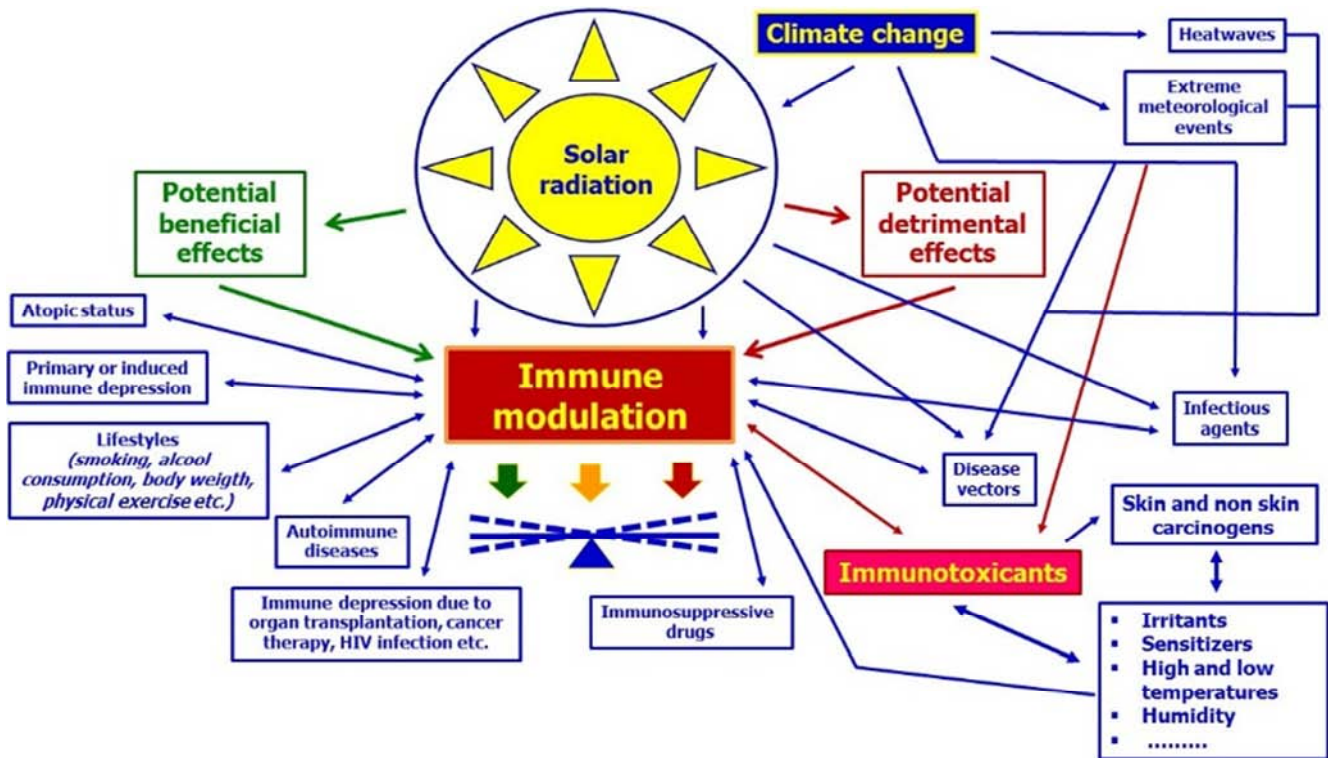 Climate change
Heatwaves
Extreme
meteorological
events
Solar
radiation
Potential
beneficial
effects
Potential
detrimental
effects
Atopic status
Primary or induced
immune depression
Immune
modulation
Lifestyles
(smoking, alcool
consumption, body weigth,
physical exercise etc.)
Infectious
agents
Disease
vectors
Autoimmune
diseases
Skin and non skin
carcinogens
Immunotoxicants
Immune depression due to
organ transplantation, cancer
therapy, HIV infection etc.
Immunosuppressive
drugs
▪ Irritants
▪ Sensitizers
▪ High and low
temperatures
▪ Humidity
▪ .........